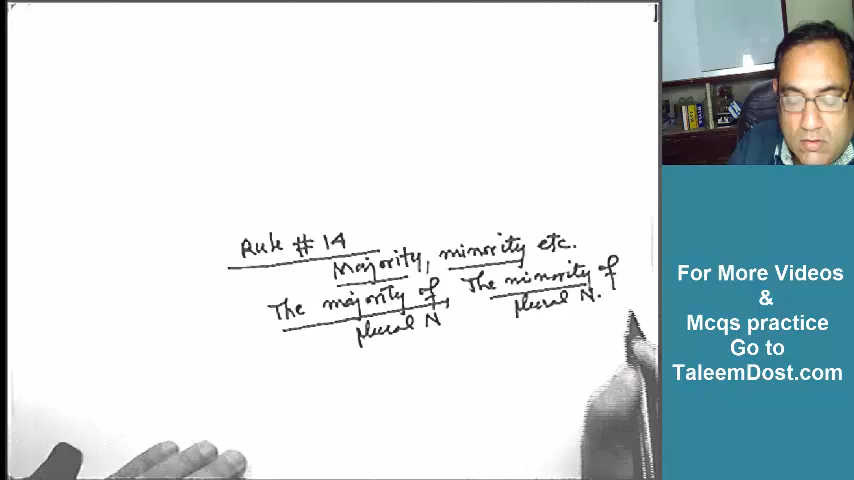 Rule # 14
Majority, minority etc.
The majority of, The minority of
plural N plural N.
For More Videos
&
Mcqs practice
Go to
TaleemDost.com